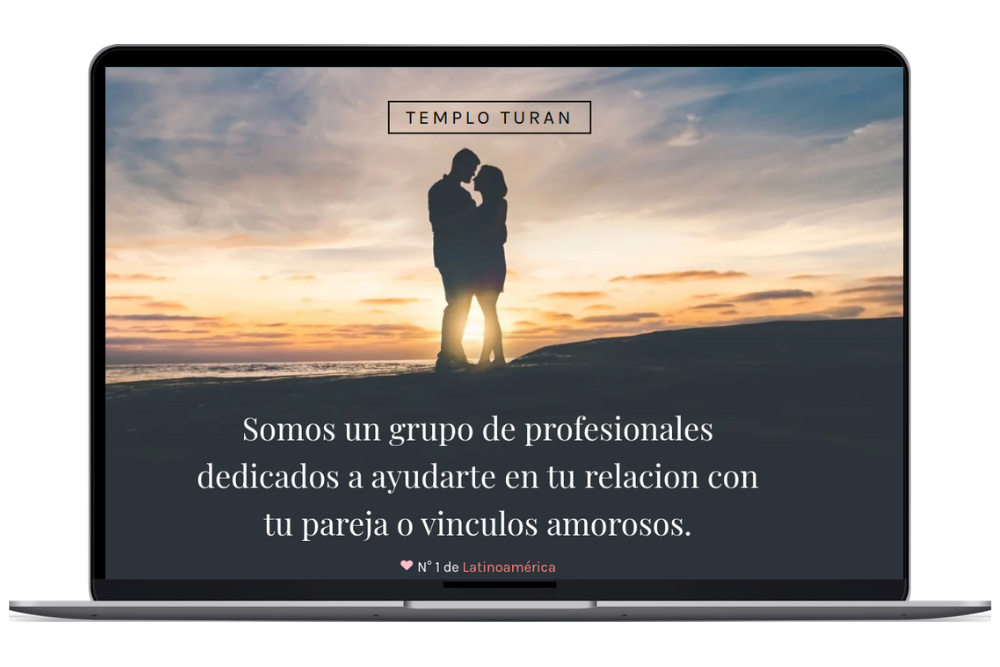 TEMPLO TURAN
Somos un grupo de profesionales
dedicados a ayudarte en tu relacion con
tu pareja o vinculos amorosos.
N° 1 de Latinoamérica